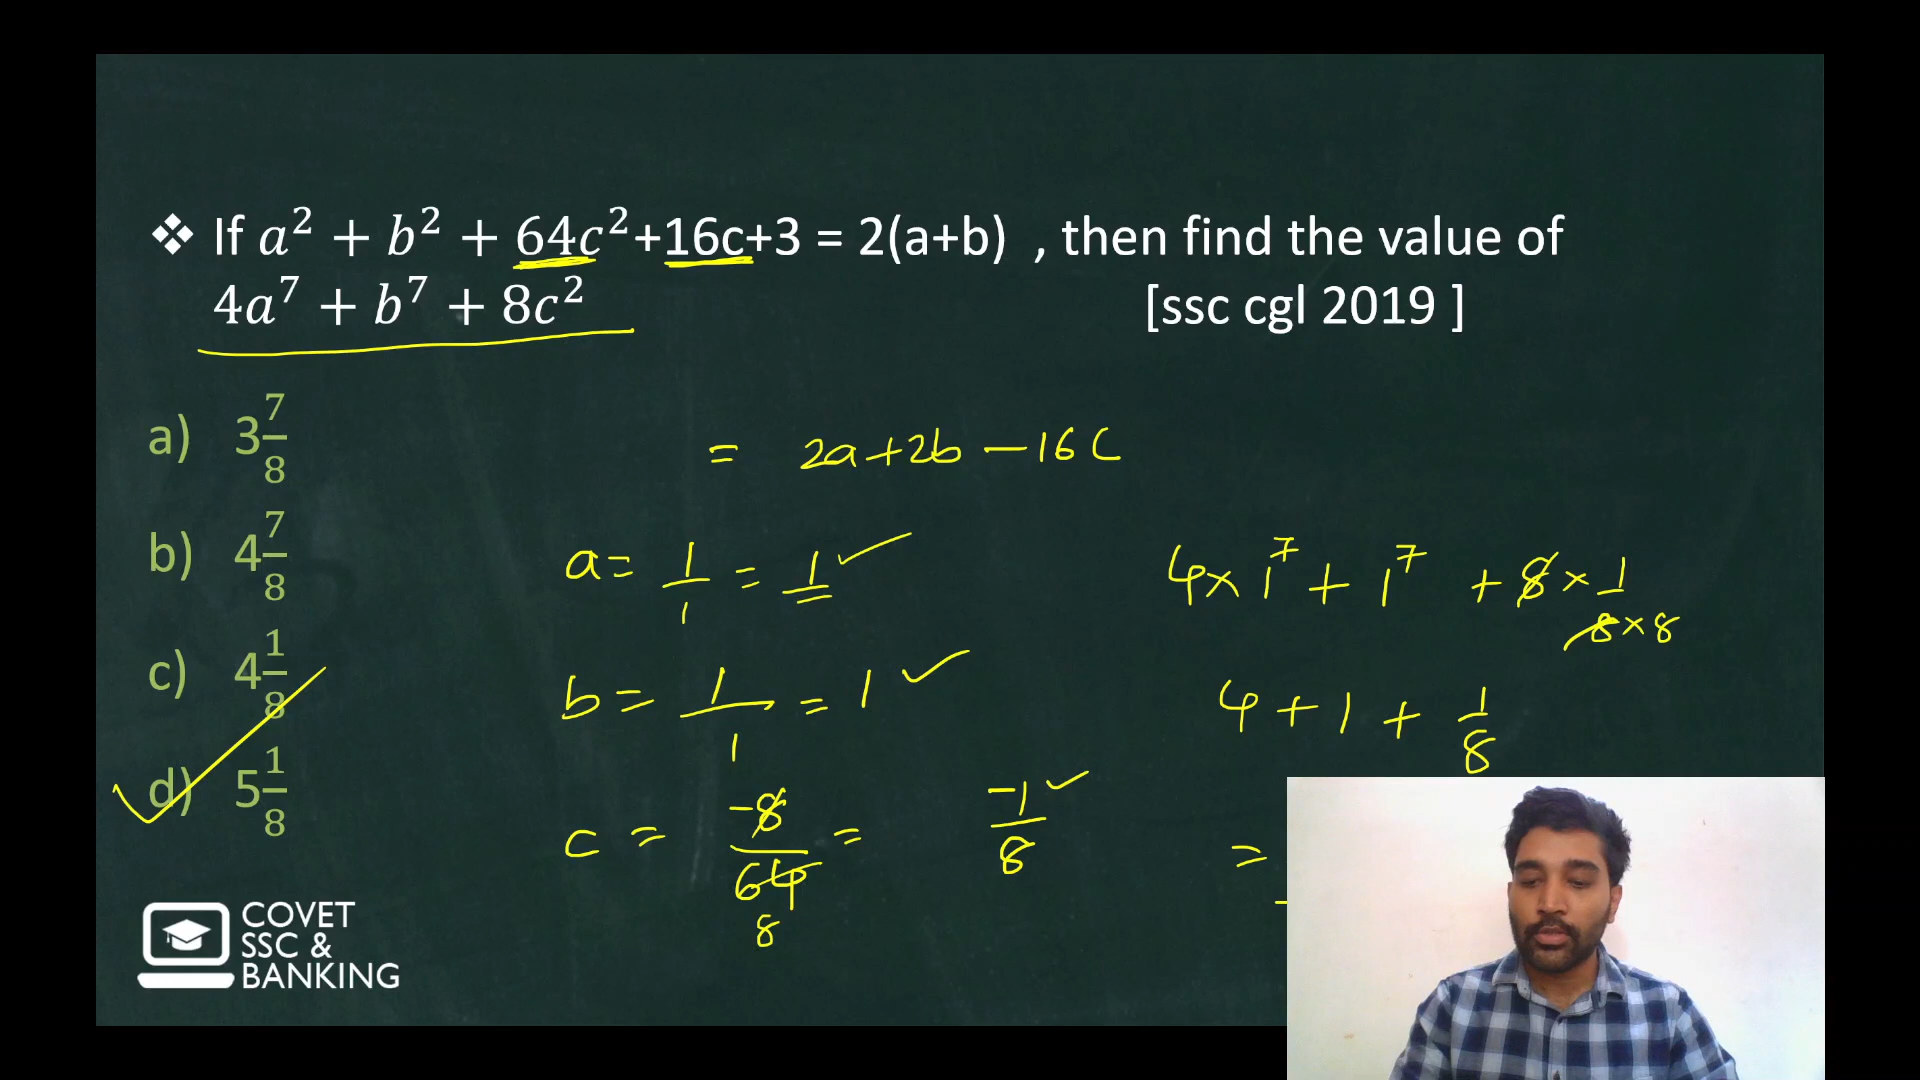 ❖ If a² + b² + 64c²+16c+3 = 2(a+b) , then find the value of
4a⁷ + b⁷ + 8c² [ssc cgl 2019 ]
a) 3 7/8
b) 4 7/8
c) 4 1/8
d) 5 1/8
= 2a+2b-16C
a = 1/1 = 1 ✓
b = 1/1 = 1 ✓
c = -8/64 = -1/8 ✓
8
4×1⁷ + 1⁷ + 8×1/8×8
4+1+1/8
=
COVET
SSC &
BANKING